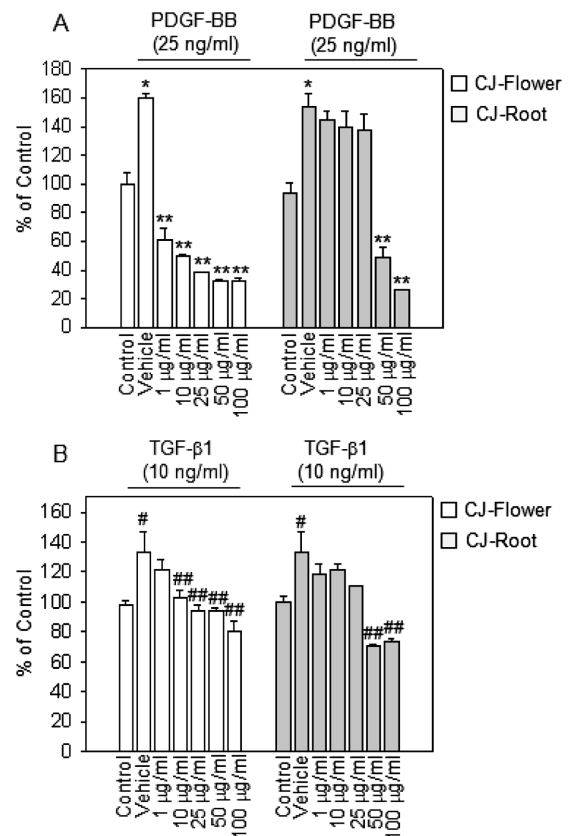 A
PDGF-BB
(25 ng/ml)
PDGF-BB
(25 ng/ml)
CJ-Flower
CJ-Root
% of Control
180
160
140
120
100
80
60
40
20
0
*
**
**
**
**
**
*
**
**
Control
Vehicle
1 µg/ml
10 µg/ml
25 µg/ml
50 µg/ml
100 µg/ml
Control
Vehicle
1 µg/ml
10 µg/ml
25 µg/ml
50 µg/ml
100 µg/ml
B
TGF-β1
(10 ng/ml)
TGF-β1
(10 ng/ml)
CJ-Flower
CJ-Root
% of Control
160
140
120
100
80
60
40
20
0
#
##
##
##
##
#
##
##
Control
Vehicle
1 µg/ml
10 µg/ml
25 µg/ml
50 µg/ml
100 µg/ml
Control
Vehicle
1 µg/ml
10 µg/ml
25 µg/ml
50 µg/ml
100 µg/ml